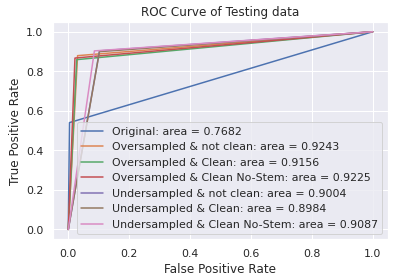 ROC Curve of Testing data
1.0
0.8
0.6
0.4
0.2
0.0
True Positive Rate
Original: area = 0.7682
Oversampled & not clean: area = 0.9243
Oversampled & Clean: area = 0.9156
Oversampled & Clean No-Stem: area = 0.9225
Undersampled & not clean: area = 0.9004
Undersampled & Clean: area = 0.8984
Undersampled & Clean No-Stem: area = 0.9087
0.0 0.2 0.4 0.6 0.8 1.0
False Positive Rate